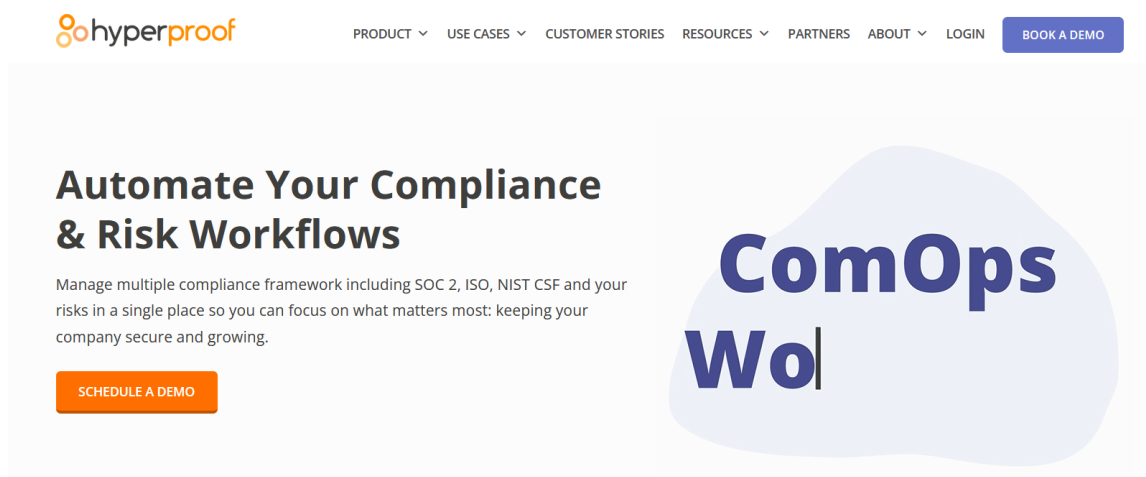 hyperproof
PRODUCT
USE CASES
CUSTOMER STORIES
RESOURCES
PARTNERS
ABOUT
LOGIN
BOOK A DEMO
Automate Your Compliance
& Risk Workflows
Manage multiple compliance framework including SOC 2, ISO, NIST CSF and your
risks in a single place so you can focus on what matters most: keeping your
company secure and growing.
SCHEDULE A DEMO
ComOps
Wo